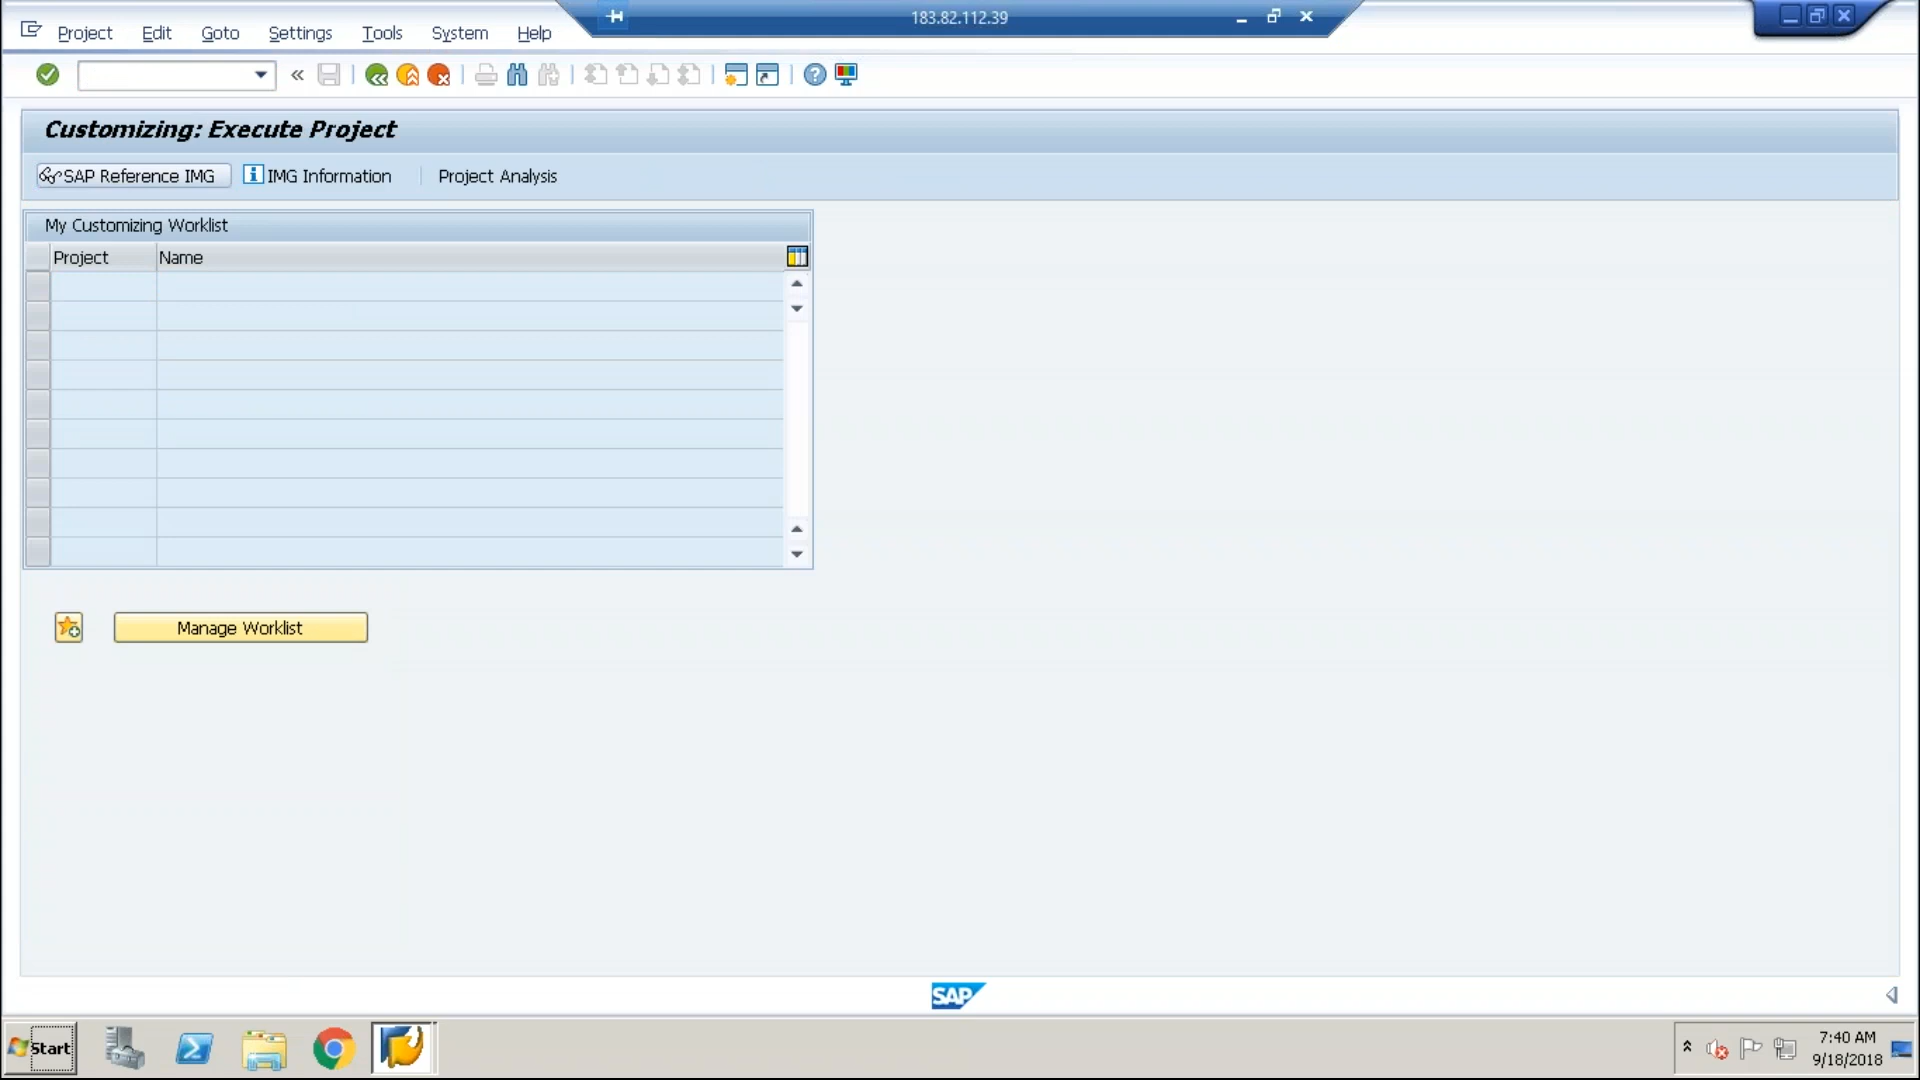 183.82.112.39
Project Edit Goto Settings Tools System Help
Customizing: Execute Project
SAP Reference IMG IMG Information Project Analysis
My Customizing Worklist
Project Name
Manage Worklist
SAP
Start
7:40 AM
9/18/2018